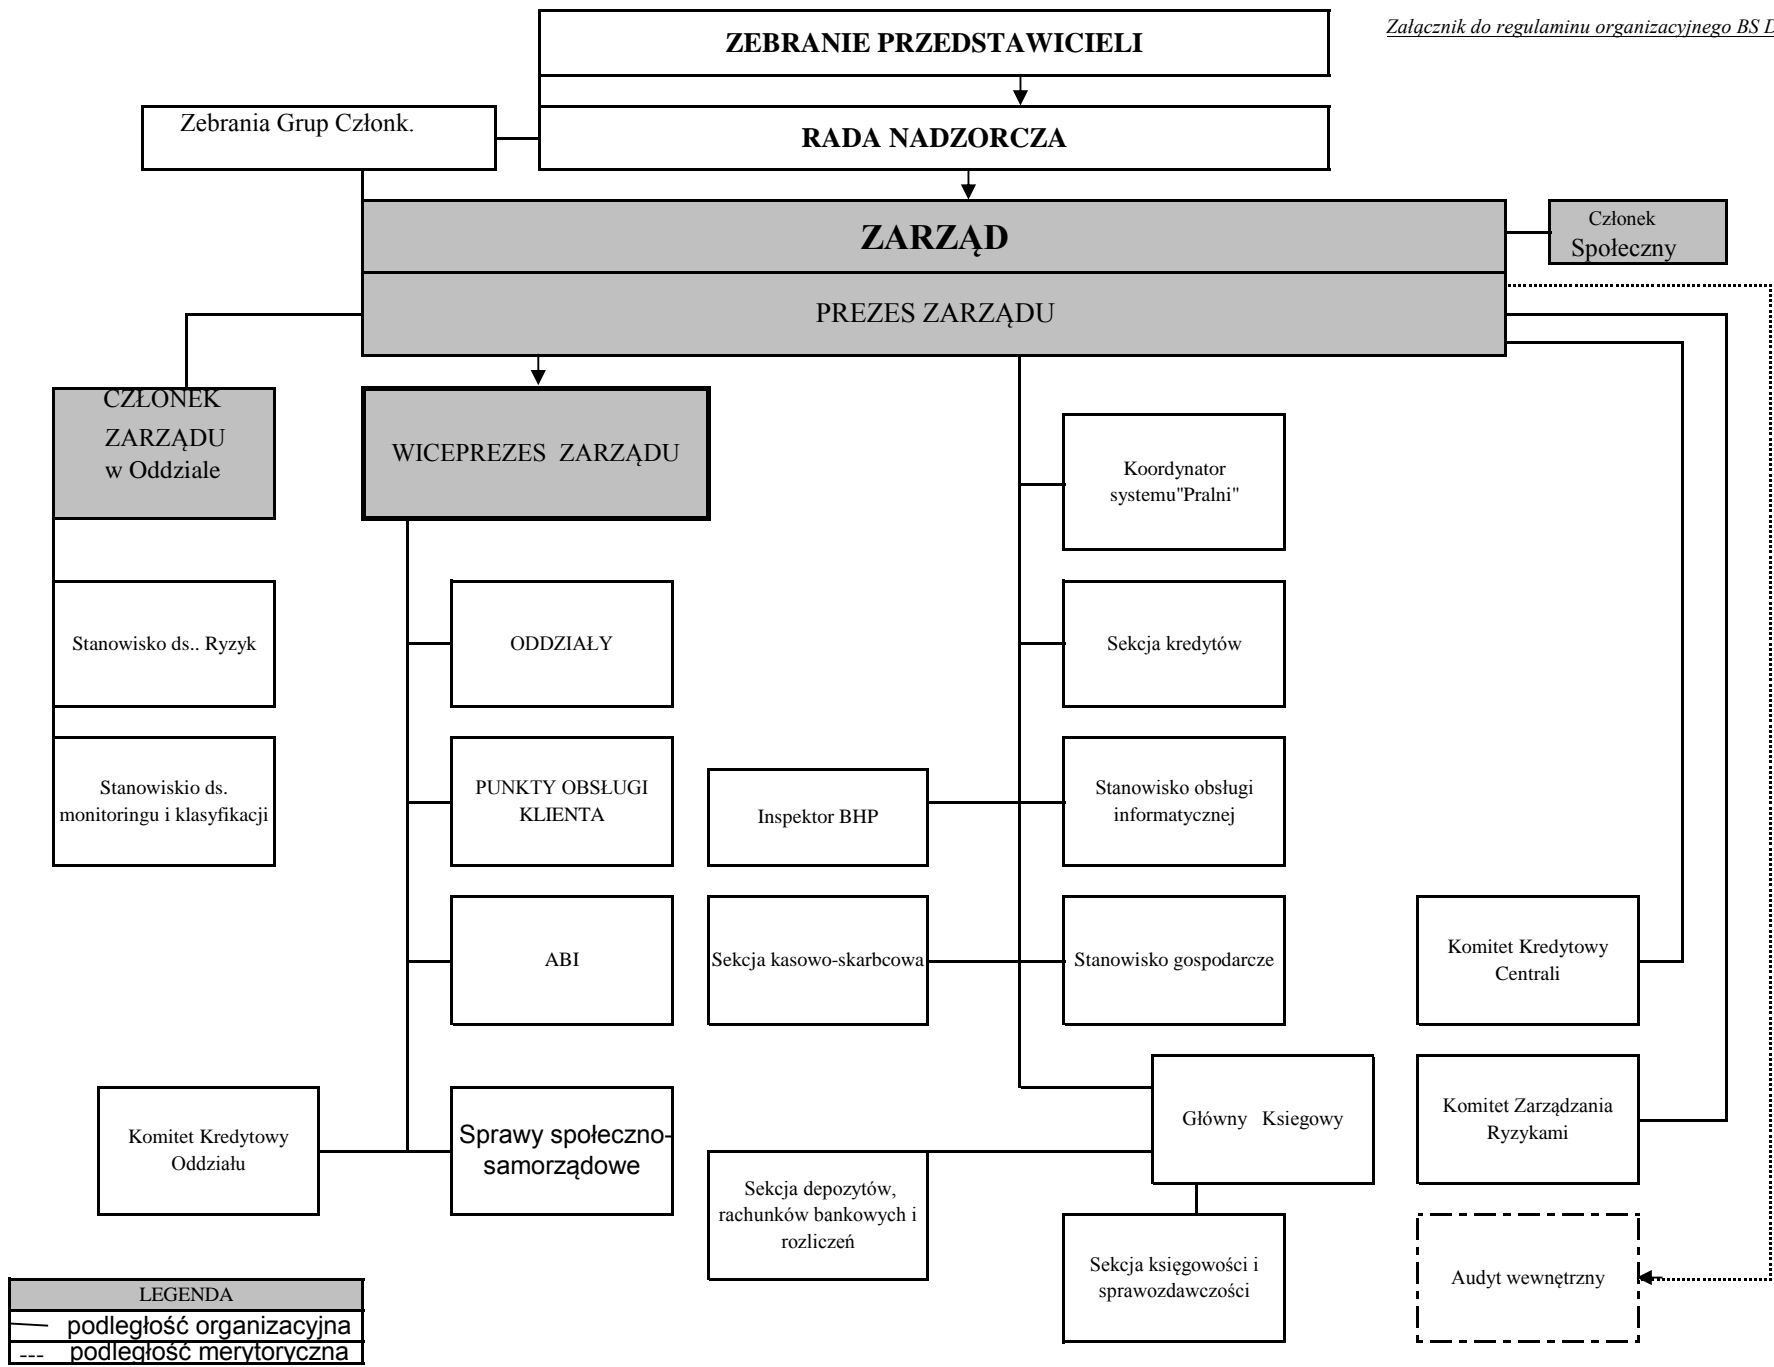 Załącznik do regulaminu organizacyjnego BS D
ZEBRANIE PRZEDSTAWICIELI
Zebrania Grup Członk.
RADA NADZORCZA
ZARZĄD
Członek
Społeczny
PREZES ZARZĄDU
CZŁONEK
ZARZĄDU
w Oddziale
WICEPREZES ZARZĄDU
Koordynator
systemu"Pralni"
Stanowisko ds.. Ryzyk
ODDZIAŁY
Sekcja kredytów
Stanowiskio ds.
monitoringu i klasyfikacji
PUNKTY OBSŁUGI
KLIENTA
Inspektor BHP
Stanowisko obsługi
informatycznej
ABI
Sekcja kasowo-skarbcowa
Stanowisko gospodarcze
Komitet Kredytowy
Centrali
Komitet Kredytowy
Oddziału
Sprawy społeczno-
samorządowe
Główny Ksiegowy
Komitet Zarządzania
Ryzykami
Sekcja depozytów,
rachunków bankowych i
rozliczeń
Sekcja księgowości i
sprawozdawczości
Audyt wewnętrzny
LEGENDA
podległość organizacyjna
--- podległość merytoryczna